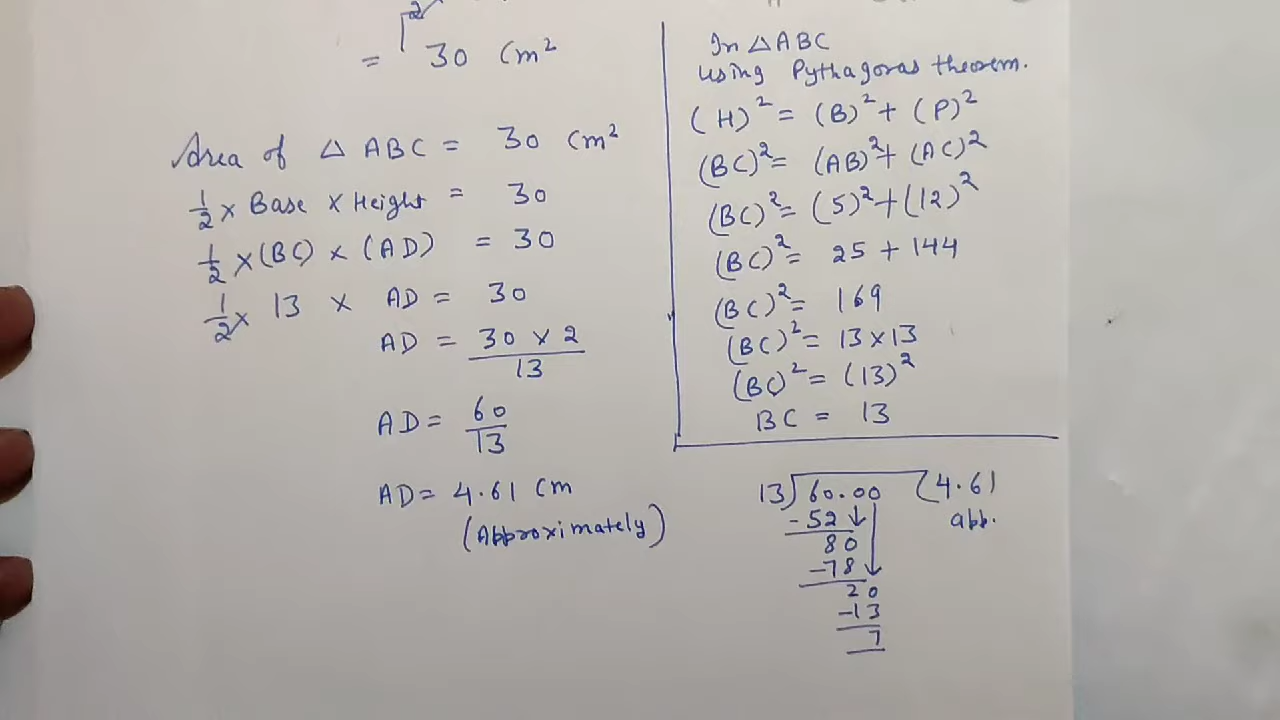 2
= 30 Cm²
Area of △ ABC = 30 Cm²
1/2 × Base × Height = 30
1/2 × (BC) × (AD) = 30
1/2 × 13 × AD = 30
AD = 30 × 2 / 13
AD = 60/13
AD = 4.61 Cm
(Approximately)
In △ABC
Using Pythagoras theorem.
(H)² = (B)² + (P)²
(BC)² = (AB)² + (AC)²
(BC)² = (5)² + (12)²
(BC)² = 25 + 144
(BC)² = 169
(BC)² = 13 × 13
(BC)² = (13)²
BC = 13
13)60.00(4.61
-52 app.
80
-78
20
-13
7